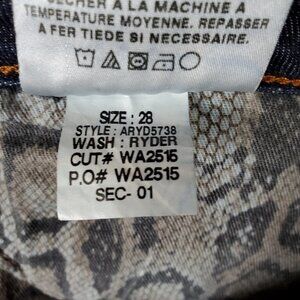 SECHER A LA MACHINE A
TEMPERATURE MOYENNE. REPASSER
A FER TIEDE SI NECESSAIRE.
SIZE : 28
STYLE : ARYD5738
WASH : RYDER
CUT# WA2515
P.O# WA2515
SEC- 01